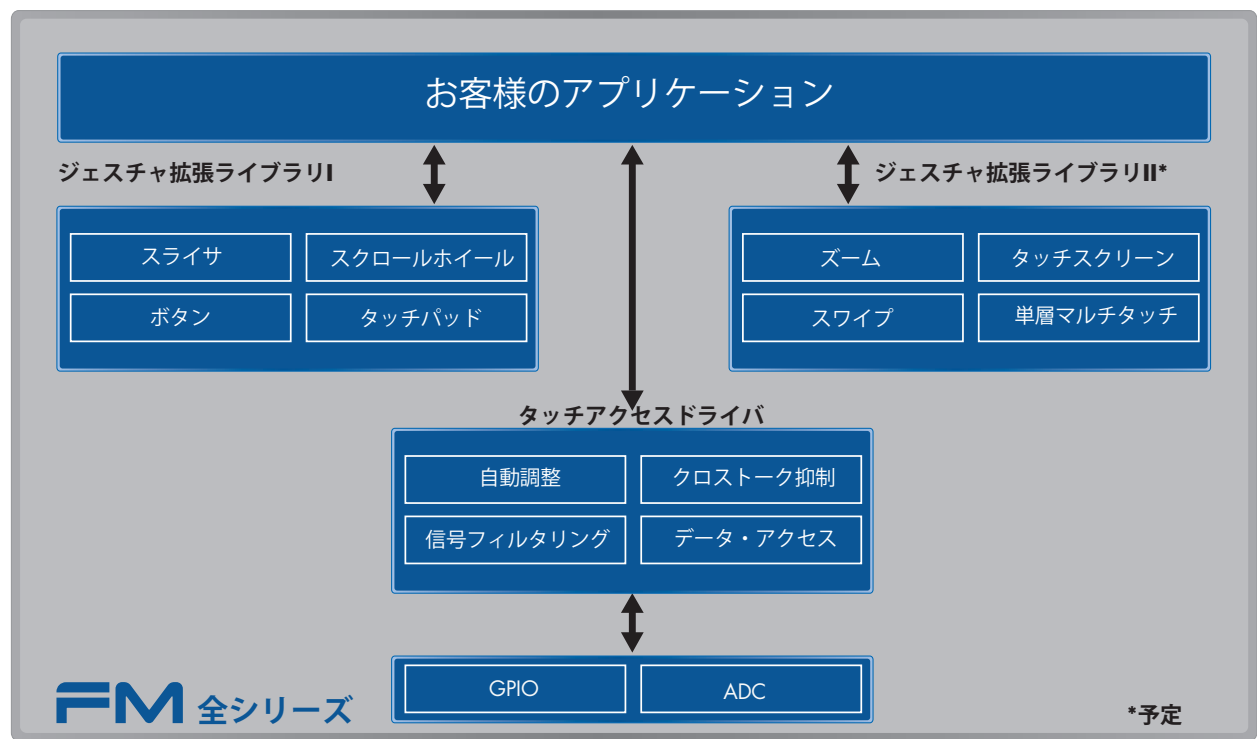 お客様のアプリケーション
ジェスチャ拡張ライブラリI
ジェスチャ拡張ライブラリII*
スライサ
スクロールホイール
ボタン
タッチパッド
ズーム
タッチスクリーン
スワイプ
単層マルチタッチ
タッチアクセスドライバ
自動調整
クロストーク抑制
信号フィルタリング
データ・アクセス
GPIO
ADC
FM 全シリーズ
*予定